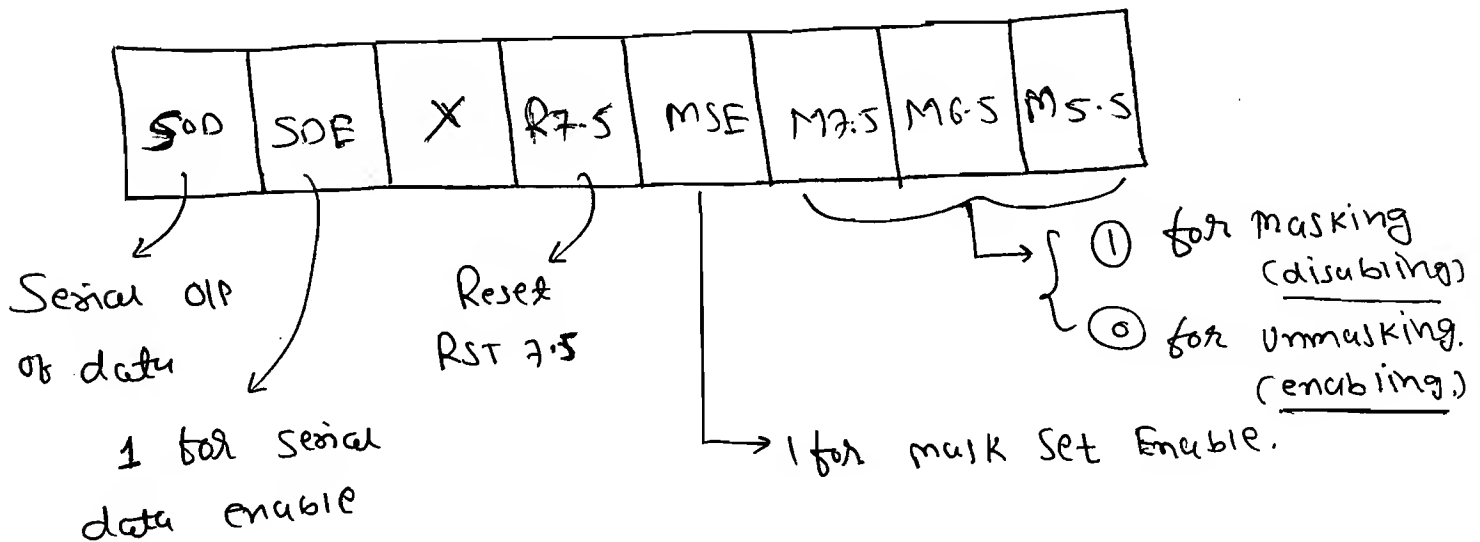 SOD SDE X R7.5 MSE M7.5 M6.5 M5.5
Serial O/P
of data
1 for serial
data enable
Reset
RST 7.5
1 for mask Set Enable.
1 for masking
(disabling)
0 for unmasking.
(enabling)